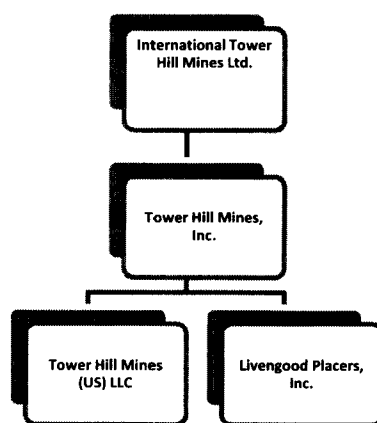 International Tower
Hill Mines Ltd.
Tower Hill Mines,
Inc.
Tower Hill Mines
(US) LLC
Livengood Placers,
Inc.